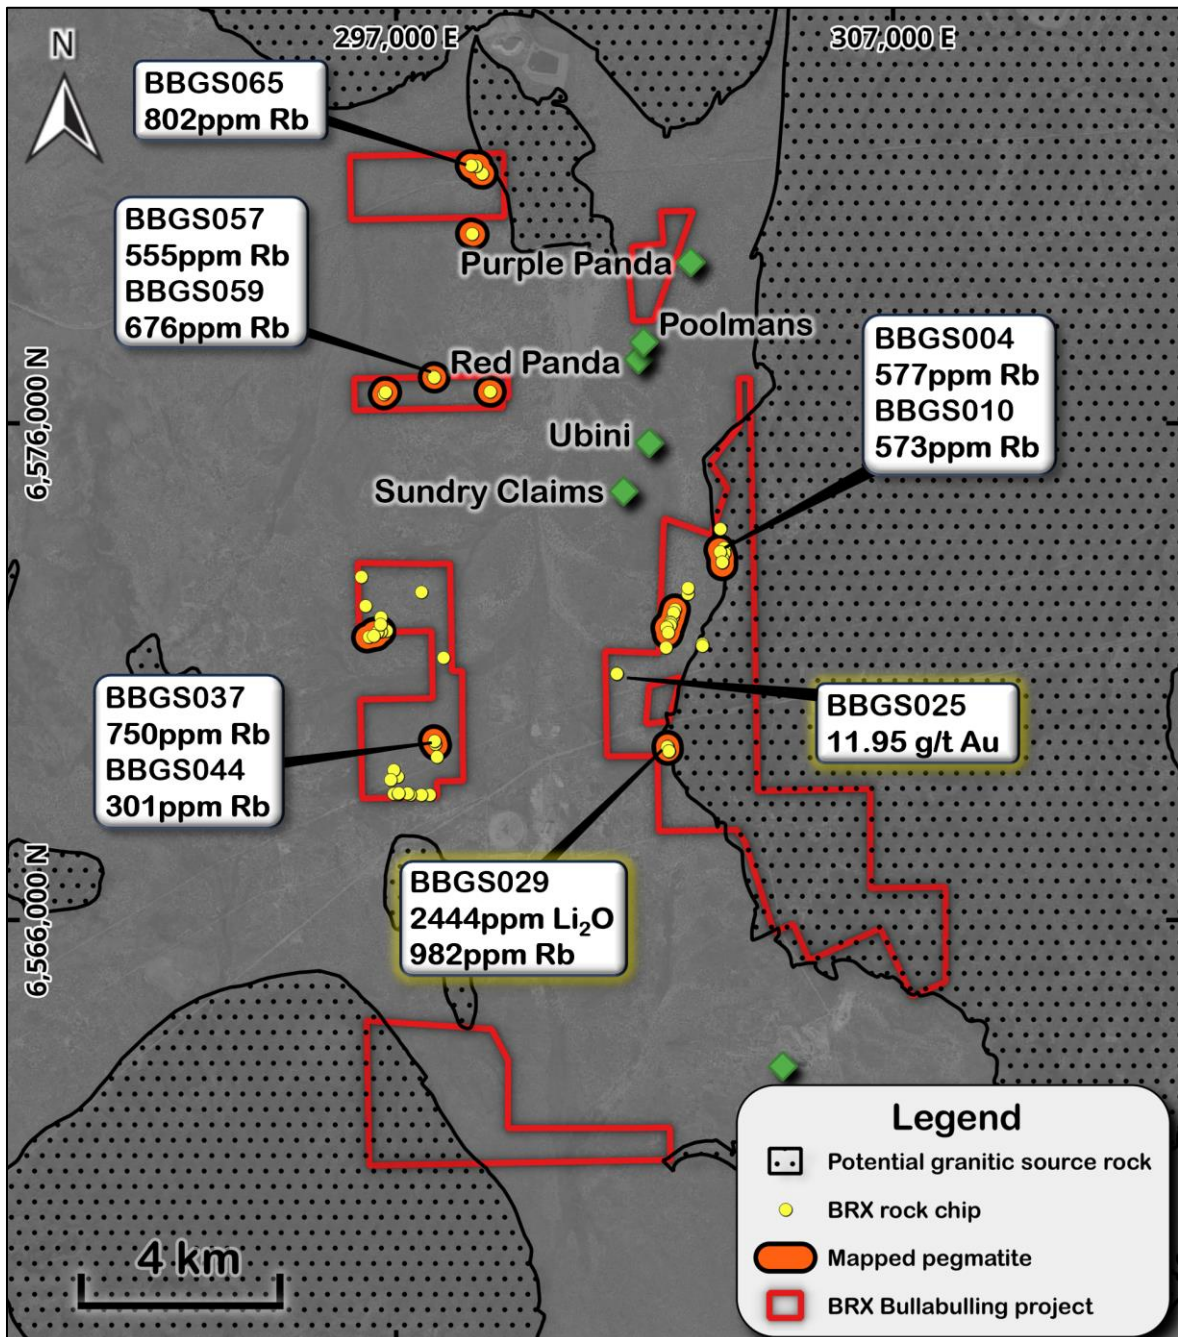 297,000 E
307,000 E
N
BBGS065
802ppm Rb
BBGS057
555ppm Rb
BBGS059
676ppm Rb
Purple Panda
Poolmans
Red Panda
BBGS004
577ppm Rb
BBGS010
573ppm Rb
6,576,000 N
Ubini
Sundry Claims
BBGS037
750ppm Rb
BBGS044
301ppm Rb
BBGS025
11.95 g/t Au
6,566,000 N
BBGS029
2444ppm Li₂O
982ppm Rb
4 km
Legend
Potential granitic source rock
BRX rock chip
Mapped pegmatite
BRX Bullabulling project